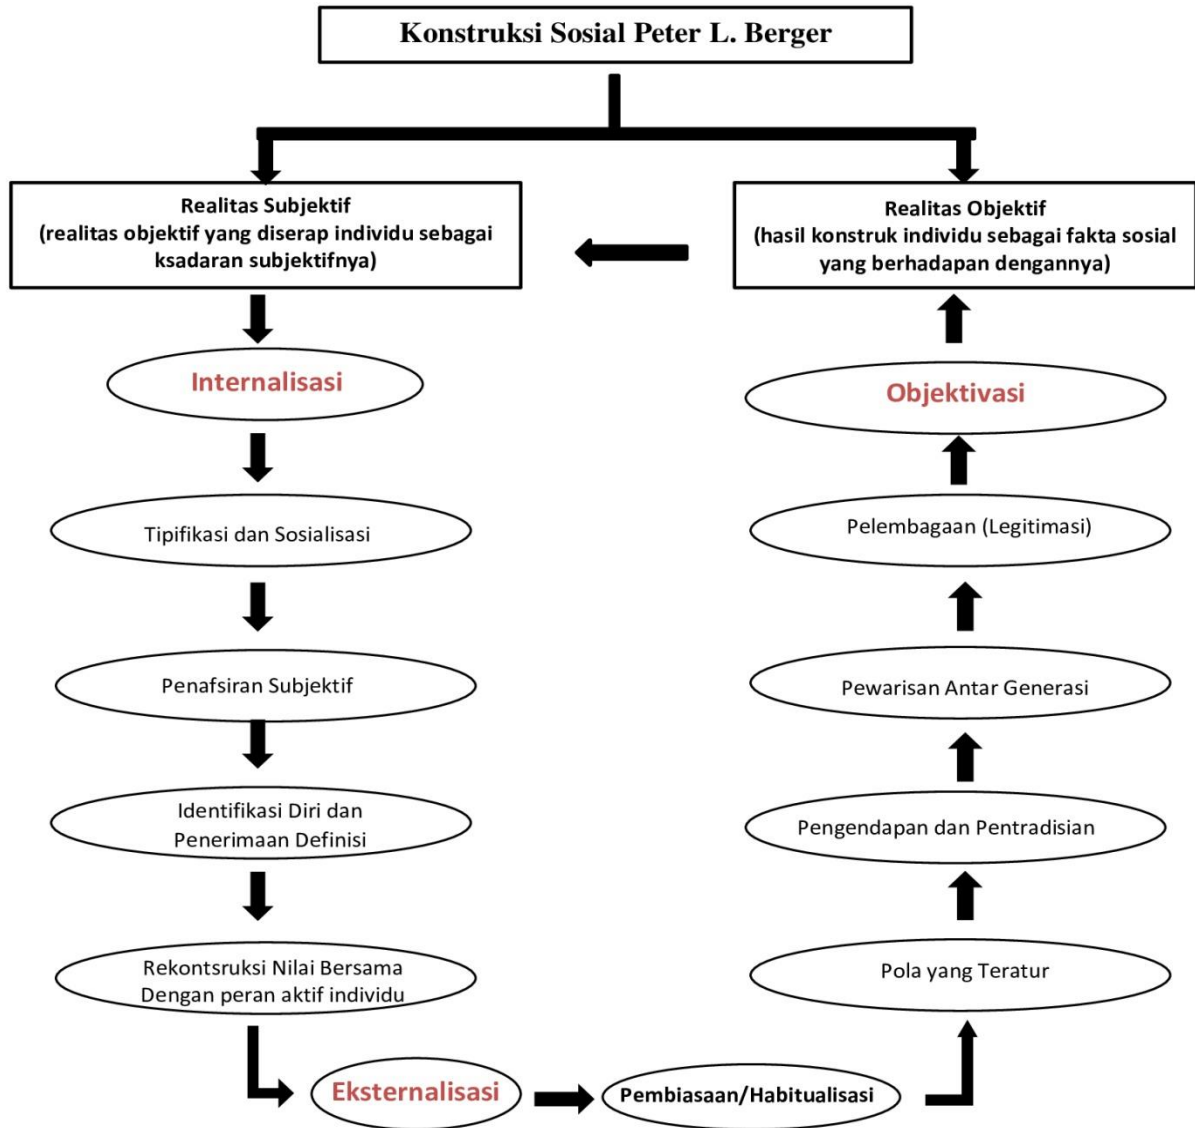 Konstruksi Sosial Peter L. Berger
Realitas Subjektif
(realitas objektif yang diserap individu sebagai
ksadaran subjektifnya)
Realitas Objektif
(hasil konstruk individu sebagai fakta sosial
yang berhadapan dengannya)
Internalisasi
Objektivasi
Tipifikasi dan Sosialisasi
Pelembagaan (Legitimasi)
Penafsiran Subjektif
Pewarisan Antar Generasi
Identifikasi Diri dan
Penerimaan Definisi
Pengendapan dan Pentradisian
Rekontsruksi Nilai Bersama
Dengan peran aktif individu
Pola yang Teratur
Eksternalisasi
Pembiasaan/Habitualisasi